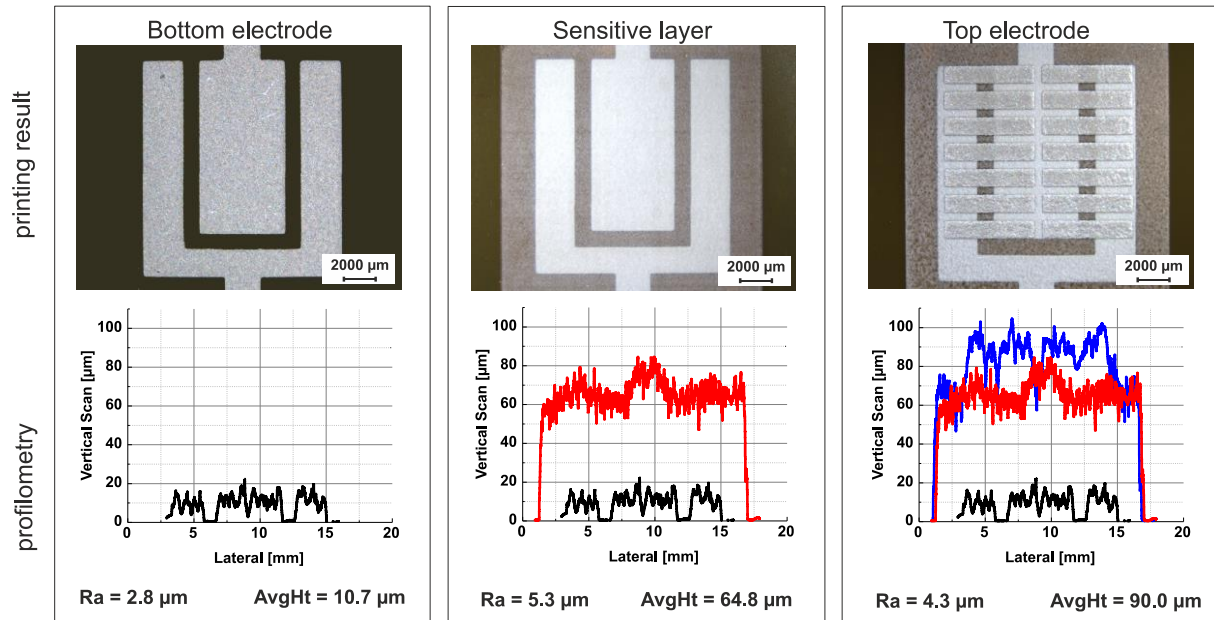 Bottom electrode
Sensitive layer
Top electrode
printing result
2000 µm
2000 µm
2000 µm
profilometry
Vertical Scan [µm]
100
80
60
40
20
0
0
5
10
15
20
Lateral [mm]
Vertical Scan [µm]
100
80
60
40
20
0
0
5
10
15
20
Lateral [mm]
Vertical Scan [µm]
100
80
60
40
20
0
0
5
10
15
20
Lateral [mm]
Ra = 2.8 µm AvgHt = 10.7 µm
Ra = 5.3 µm AvgHt = 64.8 µm
Ra = 4.3 µm AvgHt = 90.0 µm